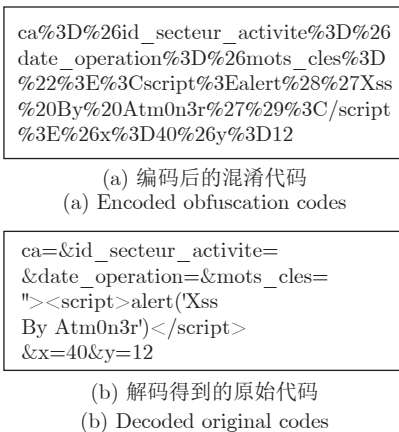 ca%3D%26id_secteur_activite%3D%26
date_operation%3D%26mots_cles%3D
%22%3E%3Cscript%3Ealert%28%27Xss
%20By%20Atm0n3r%27%29%3C/script
%3E%26x%3D40%26y%3D12
(a) 编码后的混淆代码
(a) Encoded obfuscation codes
ca=&id_secteur_activite=
&date_operation=&mots_cles=
"><script>alert('Xss
By Atm0n3r')</script>
&x=40&y=12
(b) 解码得到的原始代码
(b) Decoded original codes